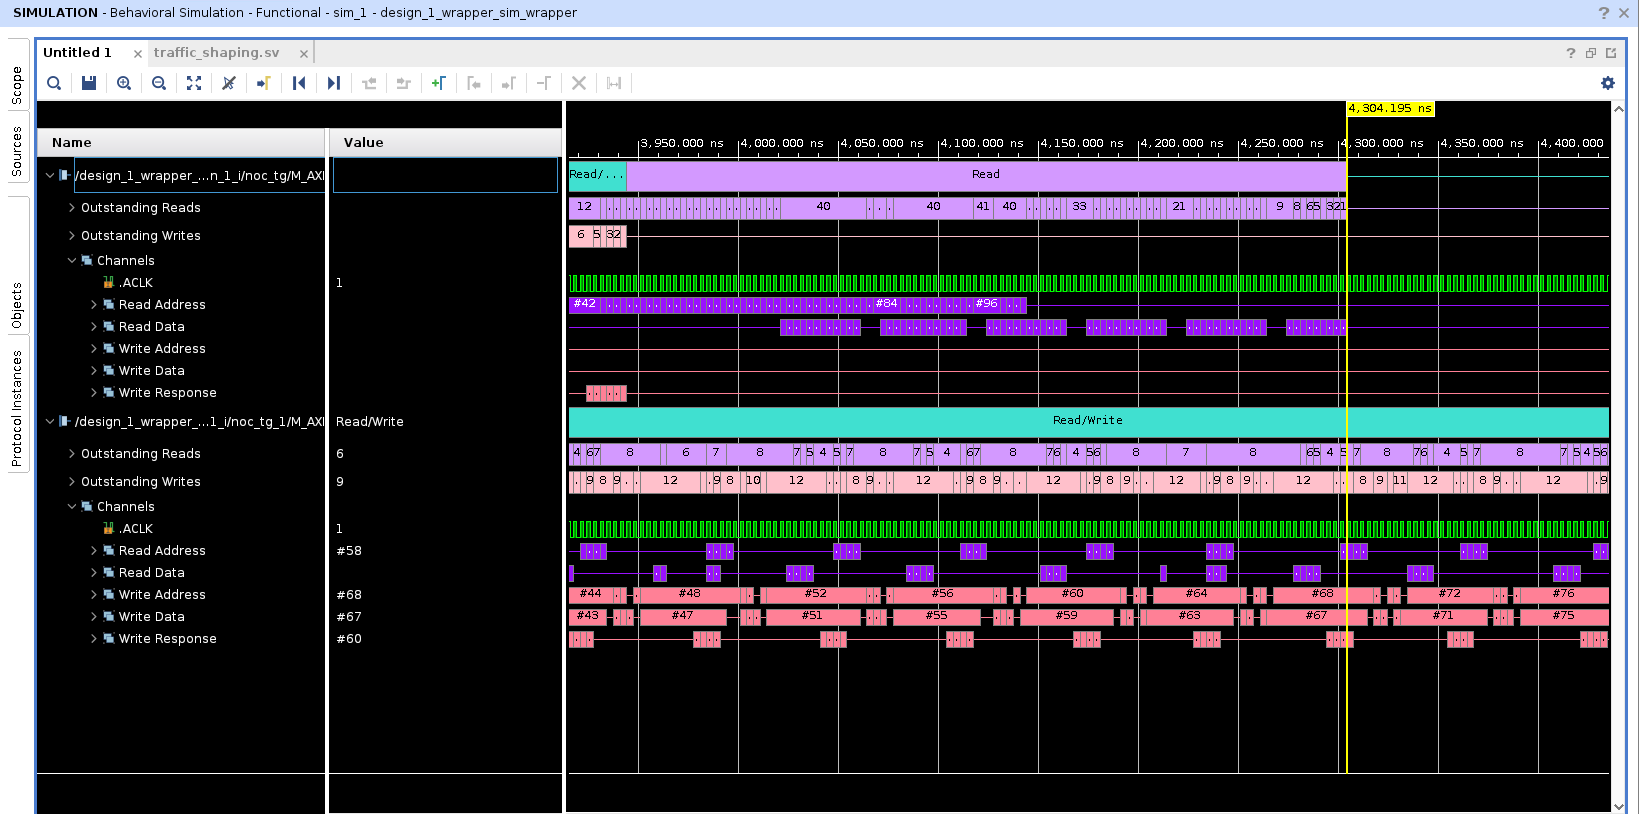 SIMULATION - Behavioral Simulation - Functional - sim_1 - design_1_wrapper_sim_wrapper
Scope
Sources
Objects
Protocol Instances
Untitled 1
traffic_shaping.sv
4,304.195 ns
Name
Value
3,950.000 ns 4,000.000 ns 4,050.000 ns 4,100.000 ns 4,150.000 ns 4,200.000 ns 4,250.000 ns 4,300.000 ns 4,350.000 ns 4,400.000
/design_1_wrapper_...n_1_i/noc_tg/M_AXI
Read/... Read
Outstanding Reads
12 40 40 41 40 33 21 9 8 65 321
Outstanding Writes
6 5 32
Channels
.ACLK 1
Read Address #42 #84 #96
Read Data
Write Address
Write Data
Write Response
/design_1_wrapper_...1_i/noc_tg_1/M_AXI Read/Write Read/Write
Outstanding Reads 6
4 67 8 6 7 8 7 5 4 5 7 8 7 5 4 67 8 76 4 56 8 7 8 65 4 5 7 8 76 4 5 7 8 7 5 4 56
Outstanding Writes 9
9 8 9 12 9 8 10 12 8 9 12 9 8 9 12 8 9 12 9 8 9 12 8 9 11 12 8 9 12 9
Channels
.ACLK 1
Read Address #58
Read Data
Write Address #68 #44 #48 #52 #56 #60 #64 #68 #72 #76
Write Data #67 #43 #47 #51 #55 #59 #63 #67 #71 #75
Write Response #60